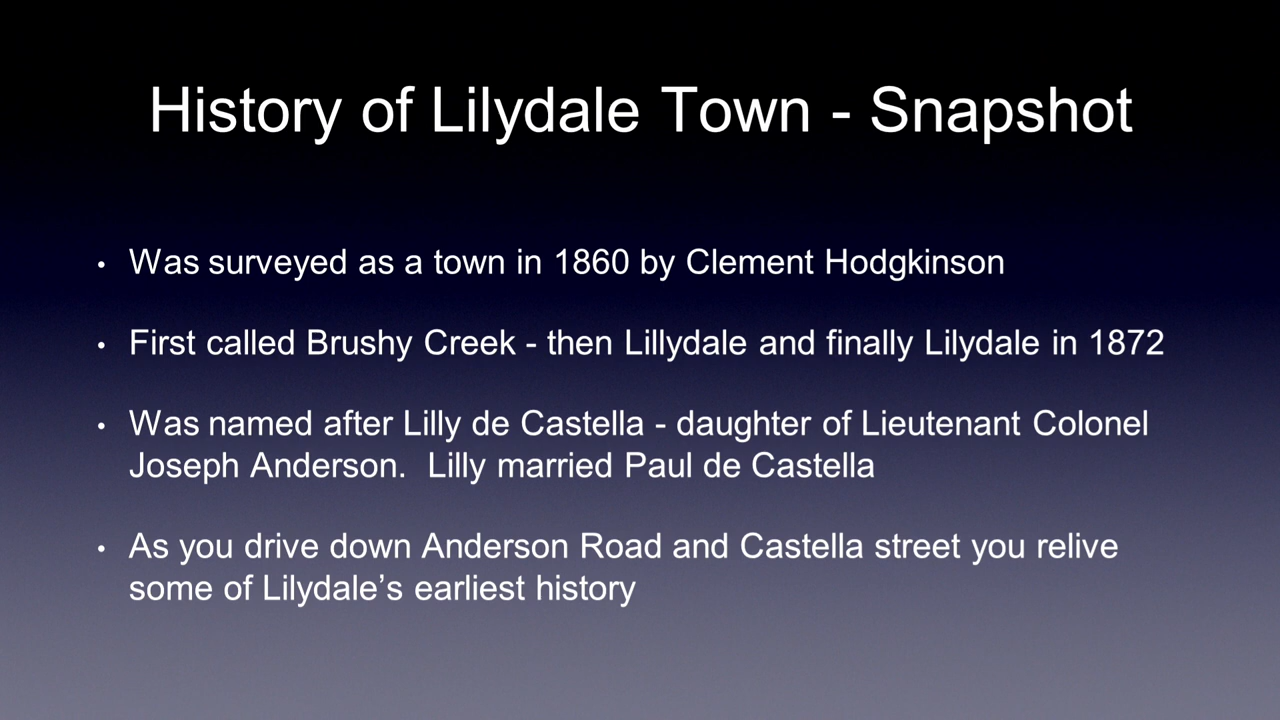 History of Lilydale Town - Snapshot
• Was surveyed as a town in 1860 by Clement Hodgkinson
• First called Brushy Creek - then Lillydale and finally Lilydale in 1872
• Was named after Lilly de Castella - daughter of Lieutenant Colonel
Joseph Anderson.  Lilly married Paul de Castella
• As you drive down Anderson Road and Castella street you relive
some of Lilydale’s earliest history